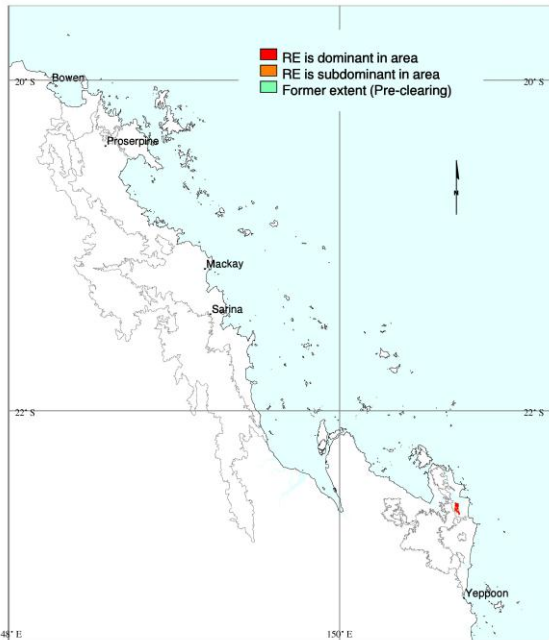 RE is dominant in area
RE is subdominant in area
Former extent (Pre-clearing)
20° S
20° S
Bowen
Proserpine
N
Mackay
Sarina
22° S
22° S
Yeppoon
48° E
150° E